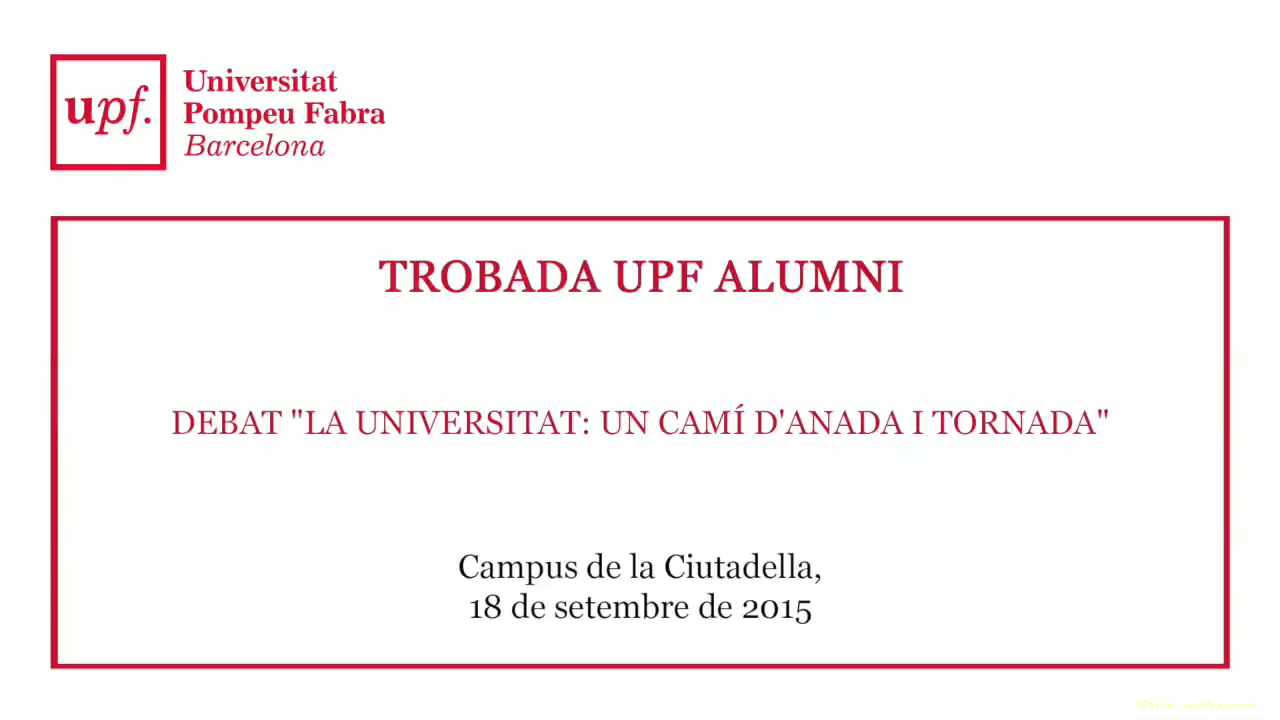 upf.
Universitat
Pompeu Fabra
Barcelona
TROBADA UPF ALUMNI
DEBAT "LA UNIVERSITAT: UN CAMÍ D'ANADA I TORNADA"
Campus de la Ciutadella,
18 de setembre de 2015